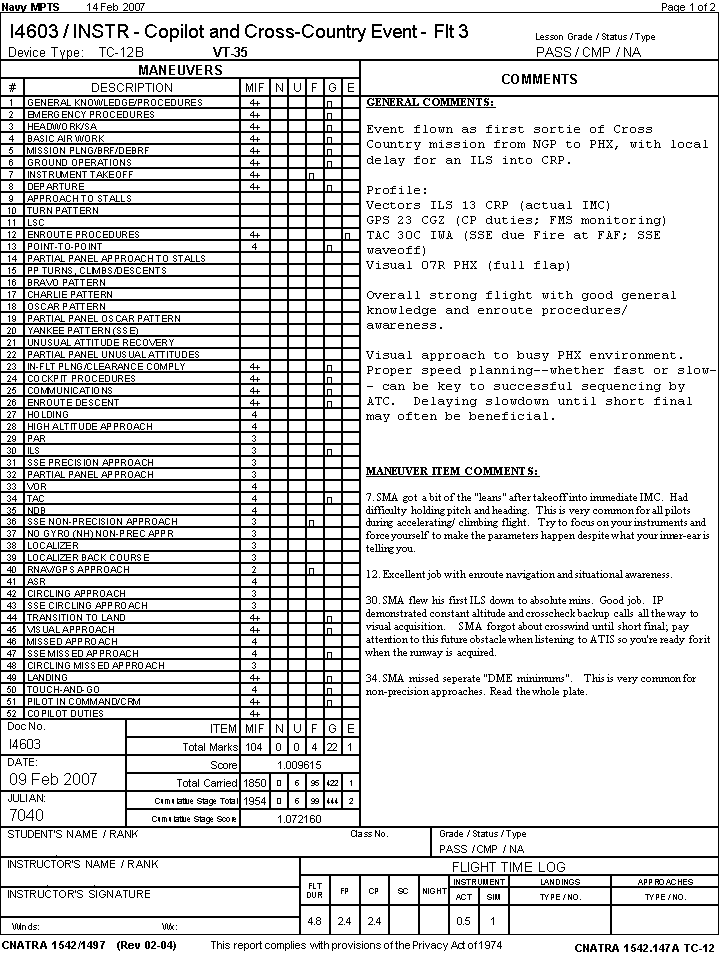 Navy MPTS 14 Feb 2007 Page 1 of 2
I4603 / INSTR - Copilot and Cross-Country Event - Flt 3
Lesson Grade / Status / Type
Device Type: TC-12B VT-35 PASS / CMP / NA
MANEUVERS
# DESCRIPTION MIF N U F G E
1 GENERAL KNOWLEDGE/PROCEDURES 4+
2 EMERGENCY PROCEDURES 4+
3 HEADWORK/SA 4+
4 BASIC AIR WORK 4+
5 MISSION PLNG/BRF/DEBRF 4+
6 GROUND OPERATIONS 4+
7 INSTRUMENT TAKEOFF 4+
8 DEPARTURE 4+
9 APPROACH TO STALLS
10 TURN PATTERN
11 LSC
12 ENROUTE PROCEDURES 4+
13 POINT-TO-POINT 4
14 PARTIAL PANEL APPROACH TO STALLS
15 PP TURNS, CLIMBS/DESCENTS
16 BRAVO PATTERN
17 CHARLIE PATTERN
18 OSCAR PATTERN
19 PARTIAL PANEL OSCAR PATTERN
20 YANKEE PATTERN (SSE)
21 UNUSUAL ATTITUDE RECOVERY
22 PARTIAL PANEL UNUSUAL ATTITUDES
23 IN-FLT PLNG/CLEARANCE COMPLY 4+
24 COCKPIT PROCEDURES 4+
25 COMMUNICATIONS 4+
26 ENROUTE DESCENT 4+
27 HOLDING 4
28 HIGH ALTITUDE APPROACH 4
29 PAR 3
30 ILS 3
31 SSE PRECISION APPROACH 3
32 PARTIAL PANEL APPROACH 3
33 VOR 4
34 TAC 4
35 NDB 4
36 SSE NON-PRECISION APPROACH 3
37 NO GYRO (NH) NON-PREC APPR 3
38 LOCALIZER 3
39 LOCALIZER BACK COURSE 3
40 RNAV/GPS APPROACH 2
41 ASR 4
42 CIRCLING APPROACH 4
43 SSE CIRCLING APPROACH 3
44 TRANSITION TO LAND 4+
45 VISUAL APPROACH 4+
46 MISSED APPROACH 4
47 SSE MISSED APPROACH 4
48 CIRCLING MISSED APPROACH 3
49 LANDING 4+
50 TOUCH-AND-GO 4
51 PILOT IN COMMAND/CRM 4+
52 COPILOT DUTIES 4+
COMMENTS
GENERAL COMMENTS:
Event flown as first sortie of Cross
Country mission from NGP to PHX, with local
delay for an ILS into CRP.
Profile:
Vectors ILS 13 CRP (actual IMC)
GPS 23 CGZ (CP duties; FMS monitoring)
TAC 30C IWA (SSE due Fire at FAF; SSE
waveoff)
Visual 07R PHX (full flap)
Overall strong flight with good general
knowledge and enroute procedures/
awareness.
Visual approach to busy PHX environment.
Proper speed planning--whether fast or slow-
- can be key to successful sequencing by
ATC. Delaying slowdown until short final
may often be beneficial.
MANEUVER ITEM COMMENTS:
7. SMA got a bit of the "leans" after takeoff into immediate IMC. Had
difficulty holding pitch and heading. This is very common for all pilots
during accelerating/ climbing flight. Try to focus on your instruments and
force yourself to make the parameters happen despite what your inner-ear is
telling you.
12. Excellent job with enroute navigation and situational awareness.
30. SMA flew his first ILS down to absolute mins. Good job. IP
demonstrated constant altitude and crosscheck backup calls all the way to
visual acquisition. SMA forgot about crosswind until short final; pay
attention to this future obstacle when listening to ATIS so you're ready for it
when the runway is acquired.
34. SMA missed seperate "DME minimums". This is very common for
non-precision approaches. Read the whole plate.
Doc No.
I4603
DATE:
09 Feb 2007
JULIAN:
7040
ITEM MIF N U F G E
Total Marks 104 0 0 4 22 1
Score 1.009615
Total Carried 1850 0 6 95 422 1
Cumulative Stage Total 1954 0 6 99 444 2
Cumulative Stage Score 1.072160
STUDENT'S NAME / RANK Class No. Grade / Status / Type
PASS / CMP / NA
INSTRUCTOR'S NAME / RANK
INSTRUCTOR'S SIGNATURE
Winds: Wx:
FLIGHT TIME LOG
FLT DUR FP CP SC NIGHT INSTRUMENT LANDINGS APPROACHES
ACT SIM TYPE / NO. TYPE / NO.
4.8 2.4 2.4 0.5 1
CNATRA 1542/1497 (Rev 02-04) This report complies with provisions of the Privacy Act of 1974 CNATRA 1542.147A TC-12